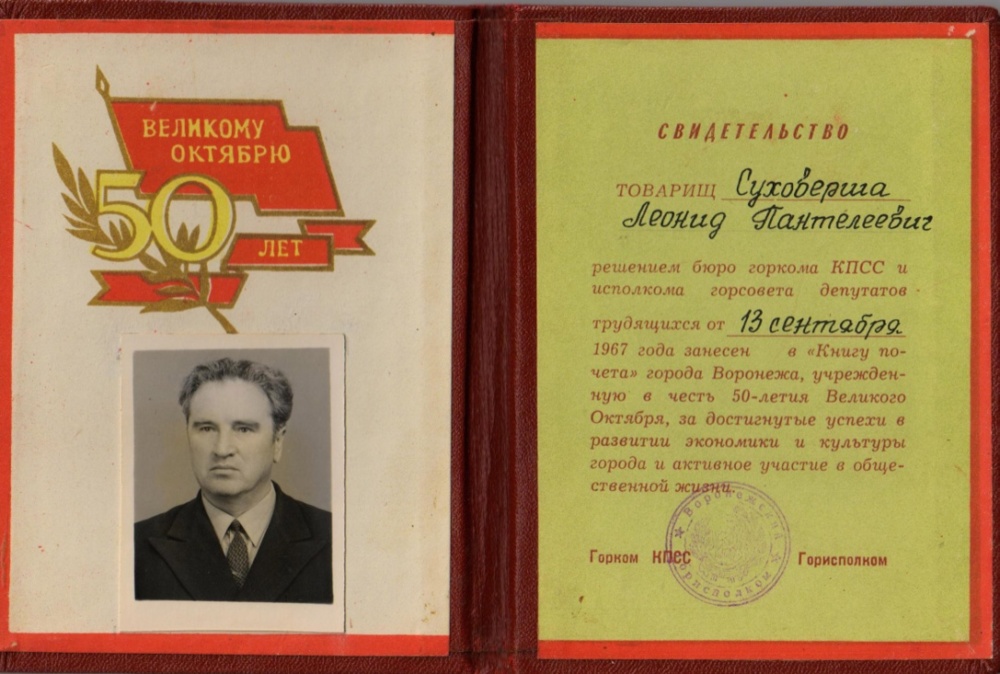 ВЕЛИКОМУ
ОКТЯБРЮ
50
ЛЕТ
СВИДЕТЕЛЬСТВО
ТОВАРИЩ Суховерша
Леонид Пантелеевич
решением бюро горкома КПСС и
исполкома горсовета депутатов
трудящихся от 13 сентября
1967 года занесен в «Книгу по-
чета» города Воронежа, учрежден-
ную в честь 50-летия Великого
Октября, за достигнутые успехи в
развитии экономики и культуры
города и активное участие в обще-
ственной жизни.
Горком КПСС Горисполком